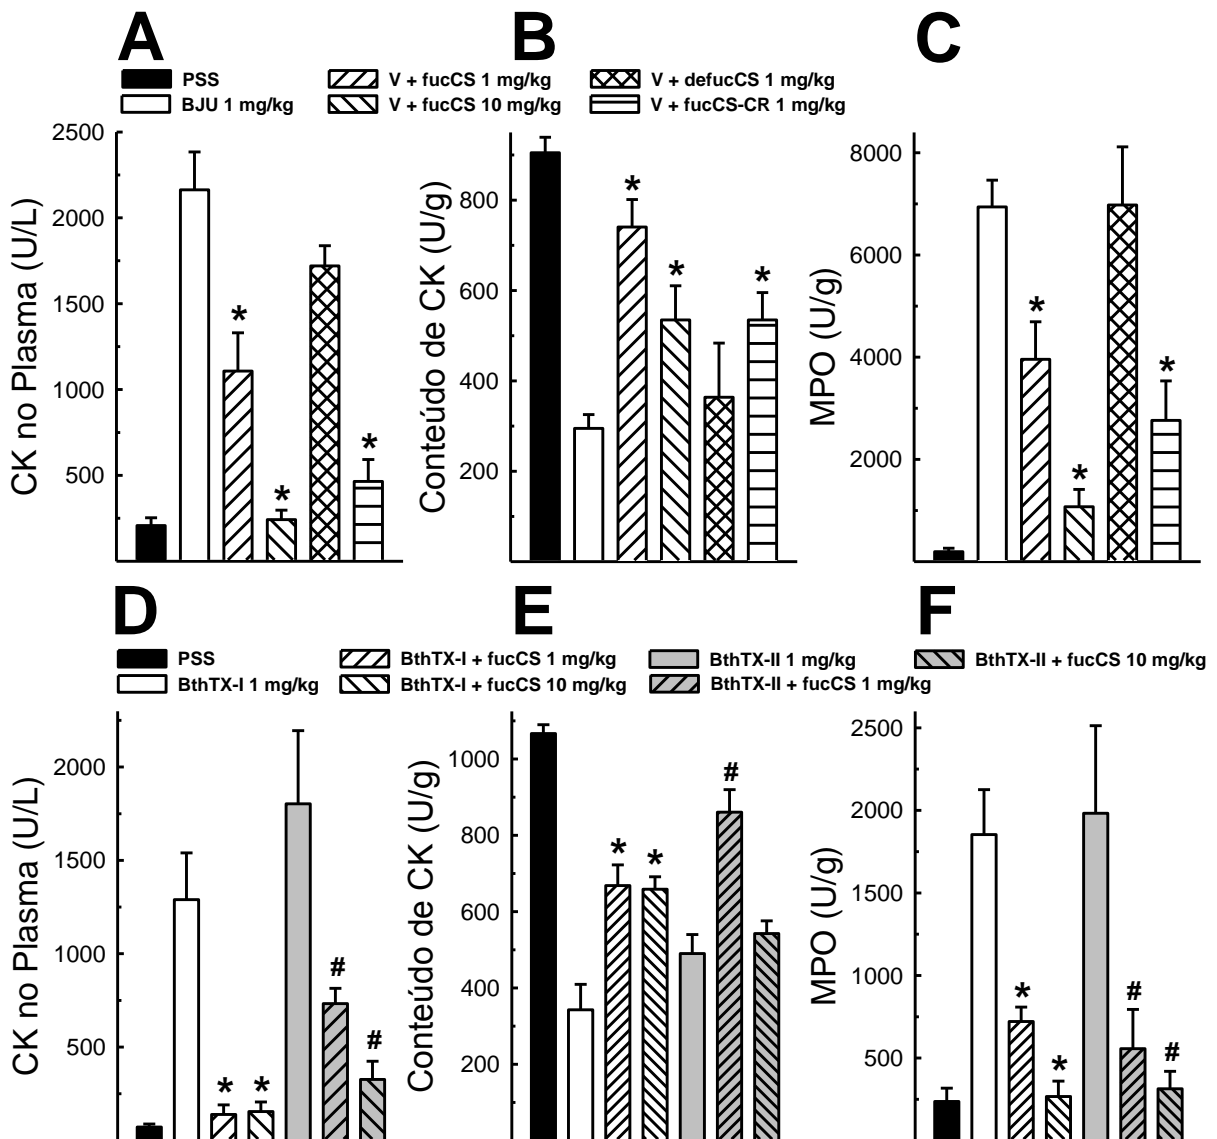 A B C
PSS V + fucCS 1 mg/kg V + defucCS 1 mg/kg
BJU 1 mg/kg V + fucCS 10 mg/kg V + fucCS-CR 1 mg/kg
CK no Plasma (U/L)
2500
2000
1500
1000
500
* * *
Conteúdo de CK (U/g)
800
600
400
200
* * *
MPO (U/g)
8000
6000
4000
2000
* * *
D E F
PSS BthTX-I + fucCS 1 mg/kg BthTX-II 1 mg/kg BthTX-II + fucCS 10 mg/kg
BthTX-I 1 mg/kg BthTX-I + fucCS 10 mg/kg BthTX-II + fucCS 1 mg/kg
CK no Plasma (U/L)
2000
1500
1000
500
* * # #
Conteúdo de CK (U/g)
1000
800
600
400
200
* * #
MPO (U/g)
2500
2000
1500
1000
500
* * # #